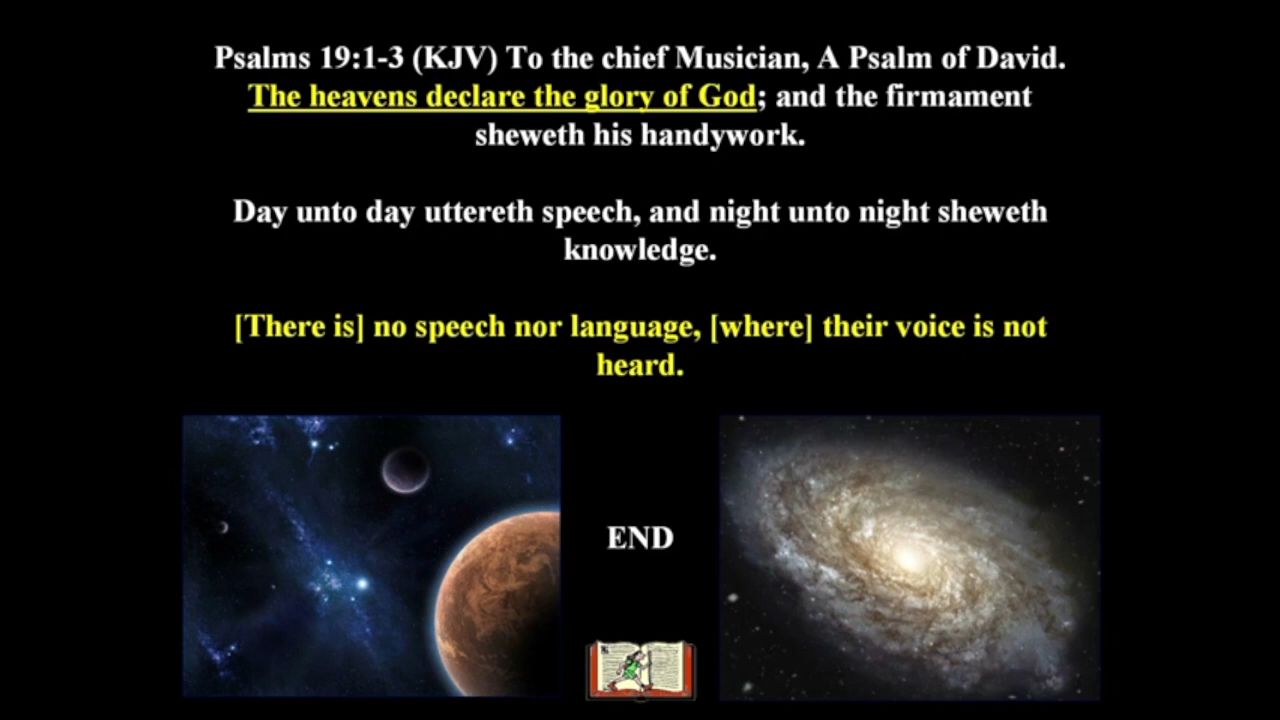 Psalms 19:1-3 (KJV) To the chief Musician, A Psalm of David.
The heavens declare the glory of God; and the firmament
sheweth his handywork.
Day unto day uttereth speech, and night unto night sheweth
knowledge.
[There is] no speech nor language, [where] their voice is not
heard.
END